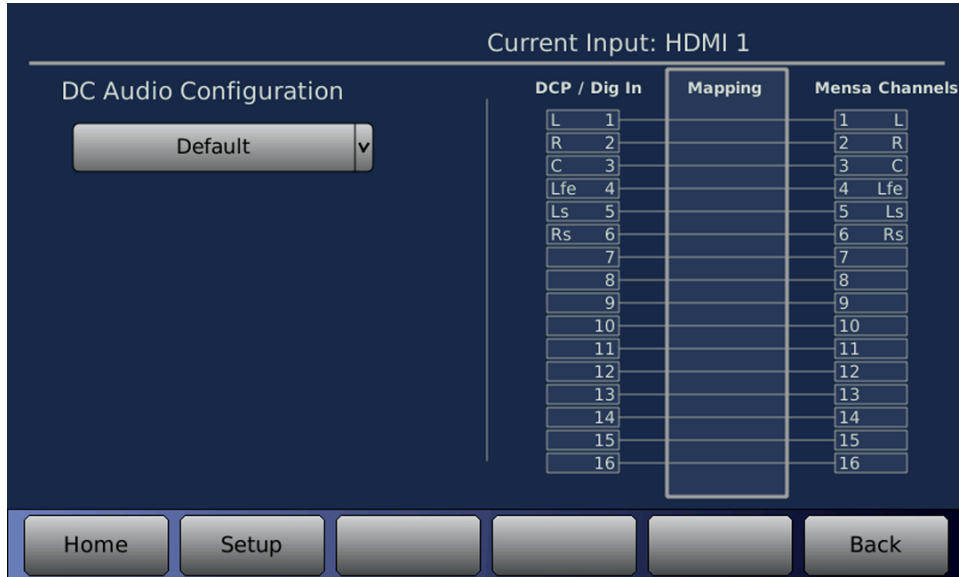 Current Input: HDMI 1
DC Audio Configuration
Default
DCP / Dig In Mapping Mensa Channels
L 1 1 L
R 2 2 R
C 3 3 C
Lfe 4 4 Lfe
Ls 5 5 Ls
Rs 6 6 Rs
7 7
8 8
9 9
10 10
11 11
12 12
13 13
14 14
15 15
16 16
Home Setup Back